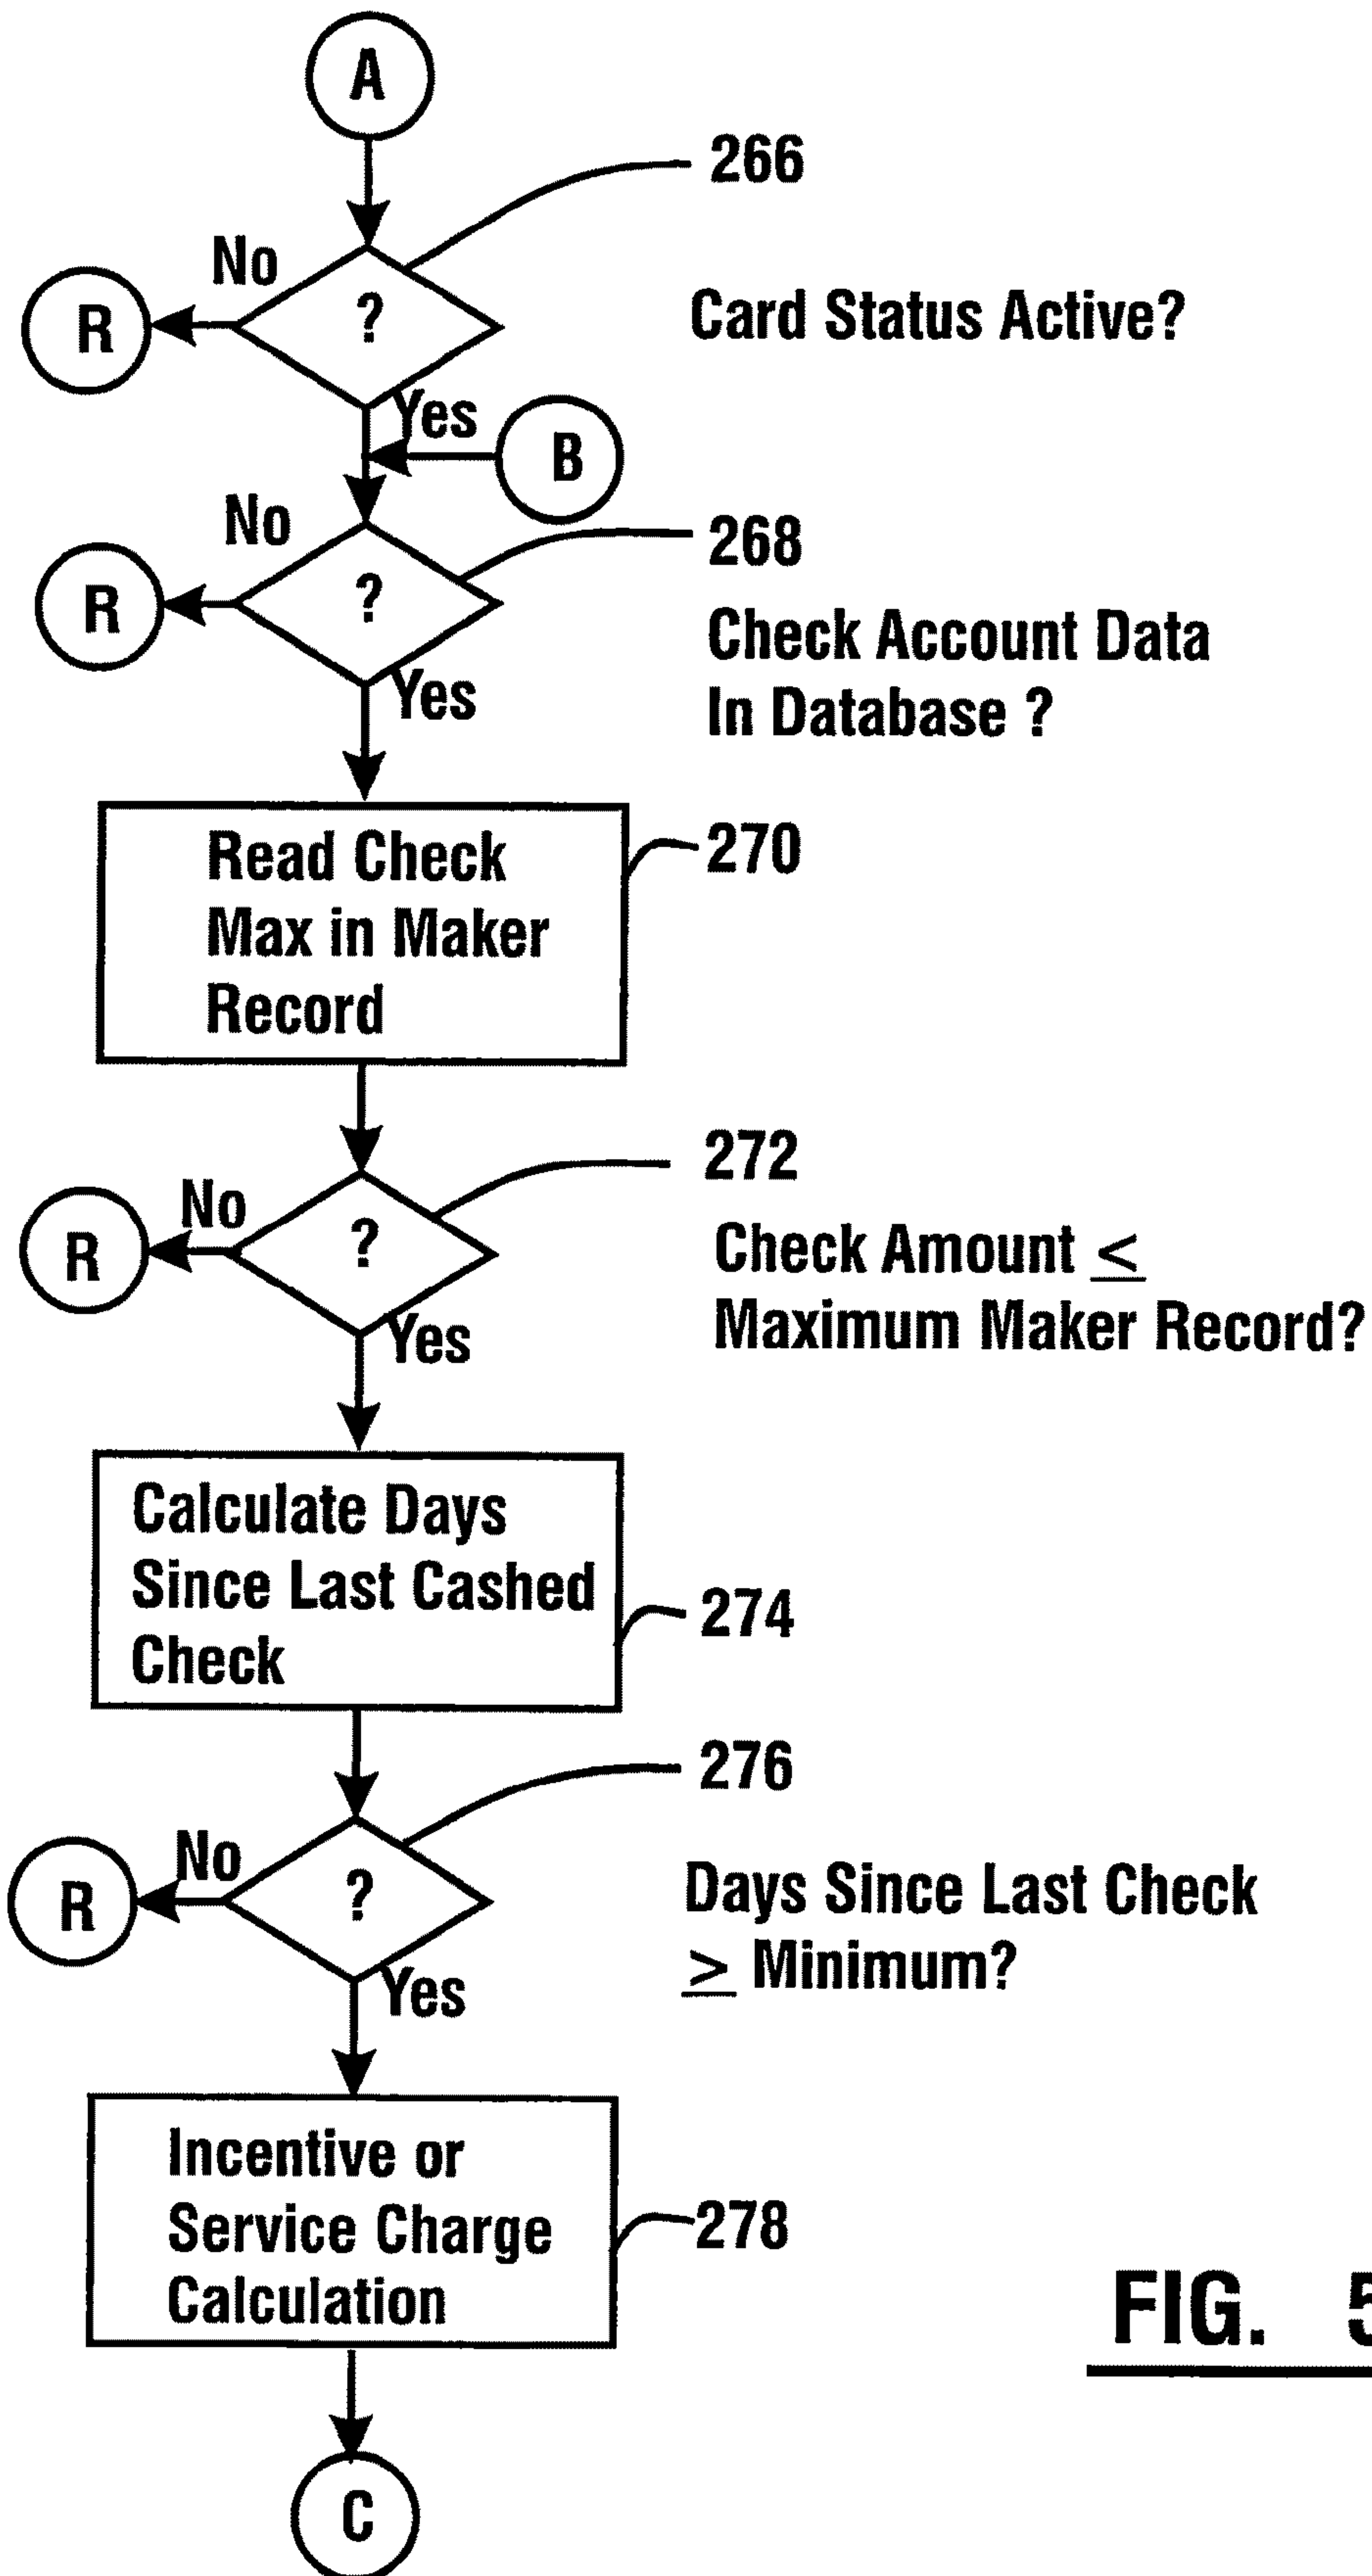 A
266
No
?
R
Card Status Active?
Yes
B
No
268
?
R
Check Account Data
In Database ?
Yes
Read Check
Max in Maker
Record
270
272
No
?
R
Check Amount ≤
Maximum Maker Record?
Yes
Calculate Days
Since Last Cashed
Check
274
276
No
?
R
Days Since Last Check
≥ Minimum?
Yes
Incentive or
Service Charge
Calculation
278
FIG. 5
C